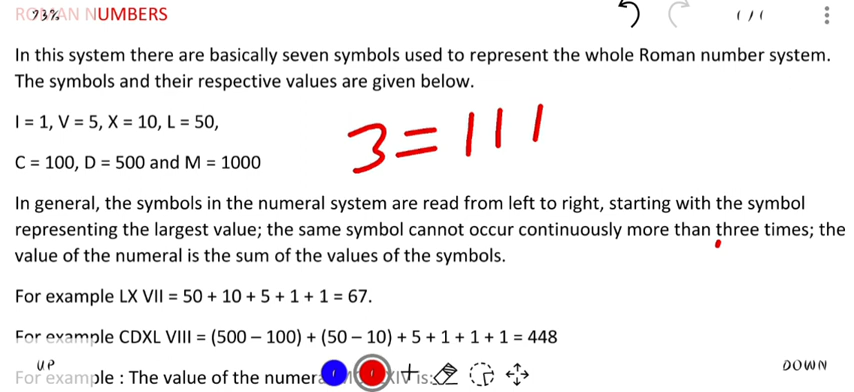 ROMAN NUMBERS
73%
In this system there are basically seven symbols used to represent the whole Roman number system.
The symbols and their respective values are given below.
I = 1, V = 5, X = 10, L = 50,
3 = 111
C = 100, D = 500 and M = 1000
In general, the symbols in the numeral system are read from left to right, starting with the symbol
representing the largest value; the same symbol cannot occur continuously more than three times; the
value of the numeral is the sum of the values of the symbols.
For example LX VII = 50 + 10 + 5 + 1 + 1 = 67.
For example CDXL VIII = (500 – 100) + (50 – 10) + 5 + 1 + 1 + 1 = 448
UP
DOWN
For example : The value of the is: